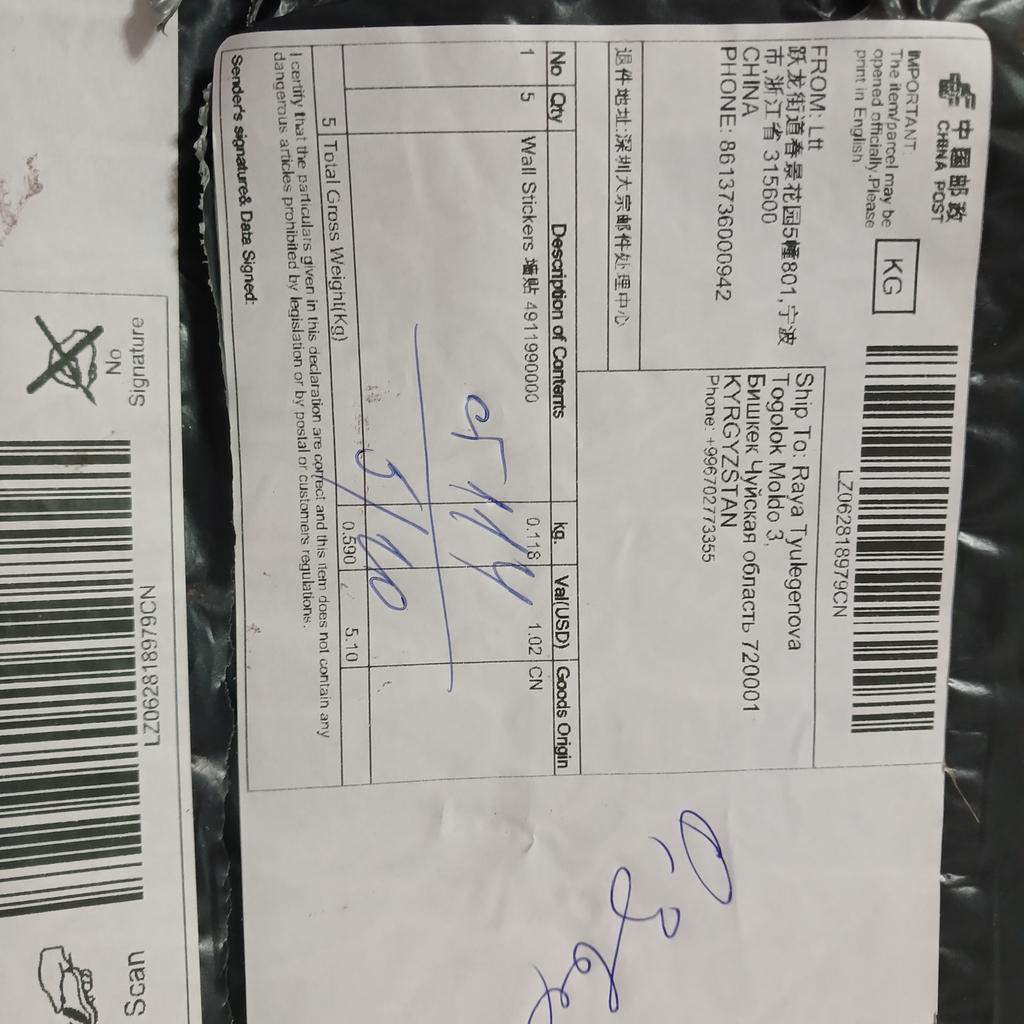 中国邮政
CHINA POST
IMPORTANT:
The item/parcel may be
opened officially.Please
print in English.
KG
LZ062818979CN
FROM: Ltt
跃龙街道春景花园5幢801,宁波
市,浙江省 315600
CHINA
PHONE: 8613736000942
Ship To: Raya Tyulegenova
Togolok Moldo 3,
Бишкек Чуйская область 720001
KYRGYZSTAN
Phone: +996702773355
退件地址:深圳大宗邮件处理中心
No Qty Description of Contents kg. Val(USD) Goods Origin
1 5 Wall Stickers 墙贴 4911990000 0.118 1.02 CN
5 Total Gross Weight(Kg) 0.590 5.10
I certify that the particulars given in this declaration are correct and this item does not contain any
dangerous articles prohibited by legislation or by postal or customers regulations.
Sender's signature& Data Signed:
5/20
Signature
No
LZ062818979CN
Scan